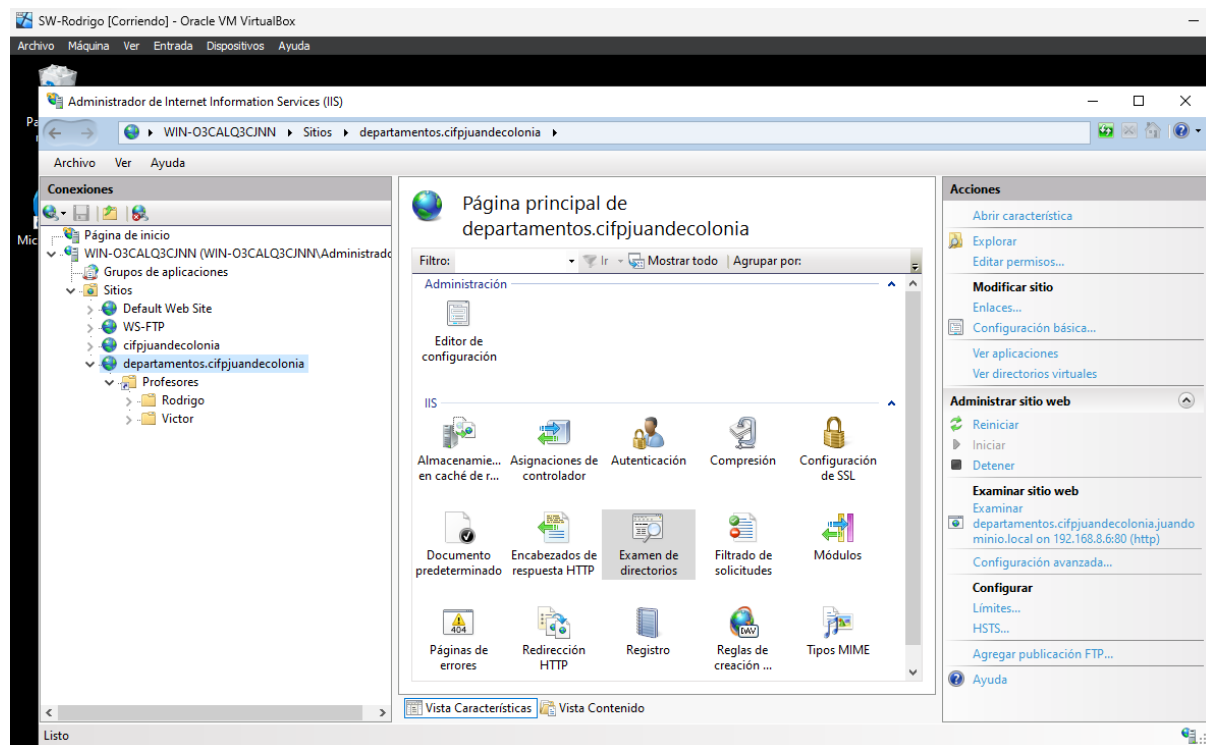 SW-Rodrigo [Corriendo] - Oracle VM VirtualBox
Archivo Máquina Ver Entrada Dispositivos Ayuda
Administrador de Internet Information Services (IIS)
WIN-O3CALQ3CJNN Sitios departamentos.cifpjuandecolonia
Archivo Ver Ayuda
Conexiones
Página de inicio
WIN-O3CALQ3CJNN (WIN-O3CALQ3CJNN\Administrado
Grupos de aplicaciones
Sitios
Default Web Site
WS-FTP
cifpjuandecolonia
departamentos.cifpjuandecolonia
Profesores
Rodrigo
Victor
Página principal de
departamentos.cifpjuandecolonia
Filtro: Ir Mostrar todo Agrupar por:
Administración
Editor de
configuración
IIS
Almacenamie... Asignaciones de Autenticación Compresión Configuración
en caché de r... controlador de SSL
Documento Encabezados de Examen de Filtrado de Módulos
predeterminado respuesta HTTP directorios solicitudes
404 DAV
Páginas de Redirección Registro Reglas de Tipos MIME
errores HTTP creación ...
Vista Características Vista Contenido
Acciones
Abrir característica
Explorar
Editar permisos...
Modificar sitio
Enlaces...
Configuración básica...
Ver aplicaciones
Ver directorios virtuales
Administrar sitio web
Reiniciar
Iniciar
Detener
Examinar sitio web
Examinar
departamentos.cifpjuandecolonia.juando
minio.local on 192.168.8.6:80 (http)
Configuración avanzada...
Configurar
Límites...
HSTS...
Agregar publicación FTP...
Ayuda
Listo